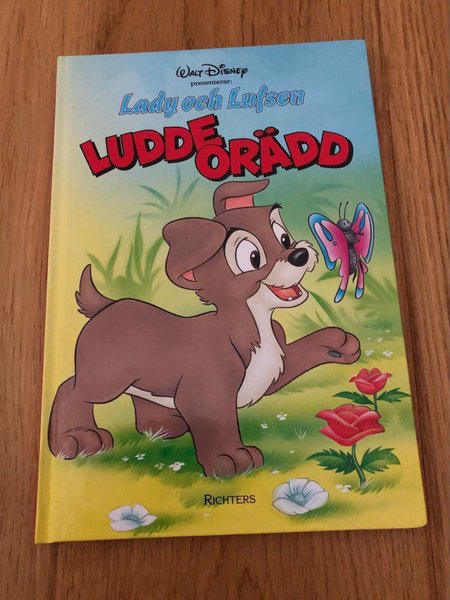 Walt Disney
presenterar:
Lady och Lufsen
LUDDE
ORÄDD
RICHTERS